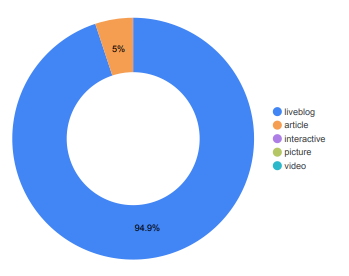 5%
liveblog
article
interactive
picture
video
94.9%